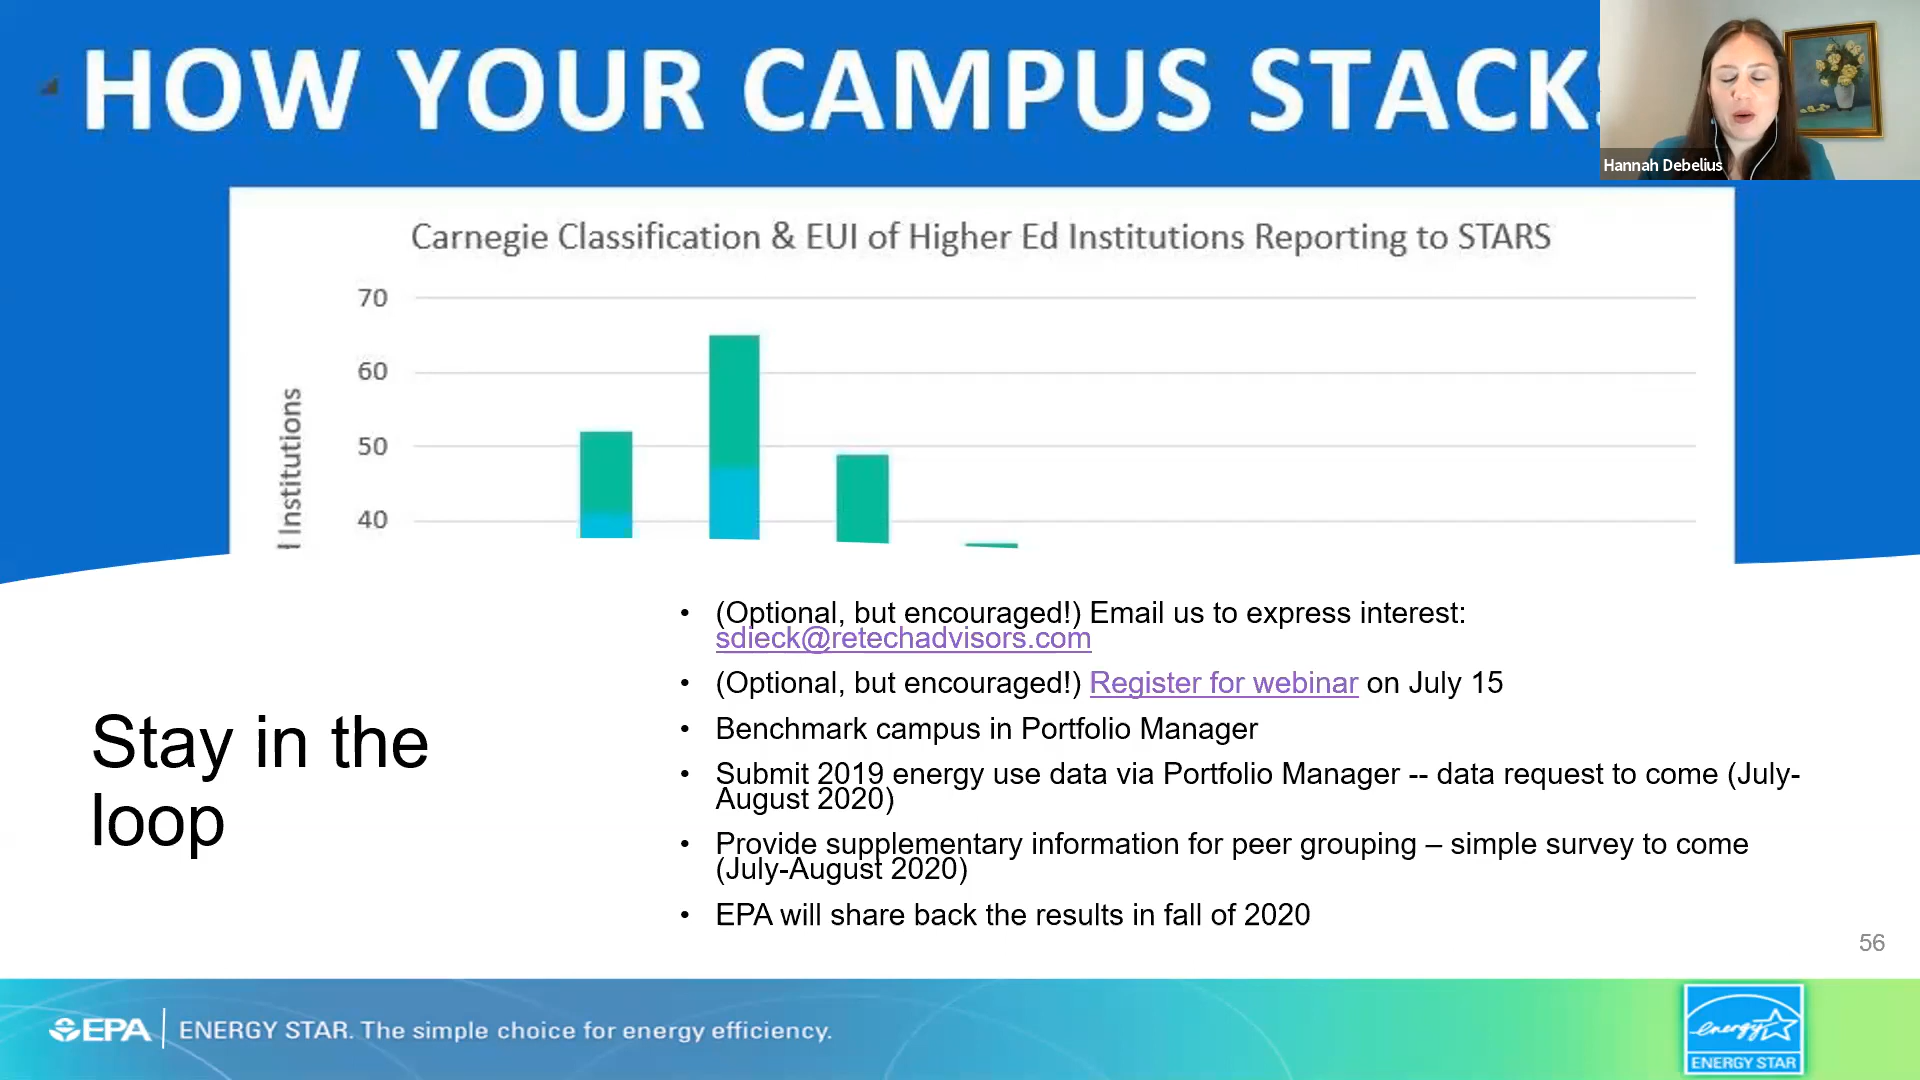 HOW YOUR CAMPUS STACK
Hannah Debelius
Carnegie Classification & EUI of Higher Ed Institutions Reporting to STARS
70
60
50
40
Institutions
• (Optional, but encouraged!) Email us to express interest:
sdieck@retechadvisors.com
• (Optional, but encouraged!) Register for webinar on July 15
• Benchmark campus in Portfolio Manager
• Submit 2019 energy use data via Portfolio Manager -- data request to come (July-
August 2020)
• Provide supplementary information for peer grouping – simple survey to come
(July-August 2020)
• EPA will share back the results in fall of 2020
Stay in the
loop
56
EPA
ENERGY STAR. The simple choice for energy efficiency.
energy
ENERGY STAR